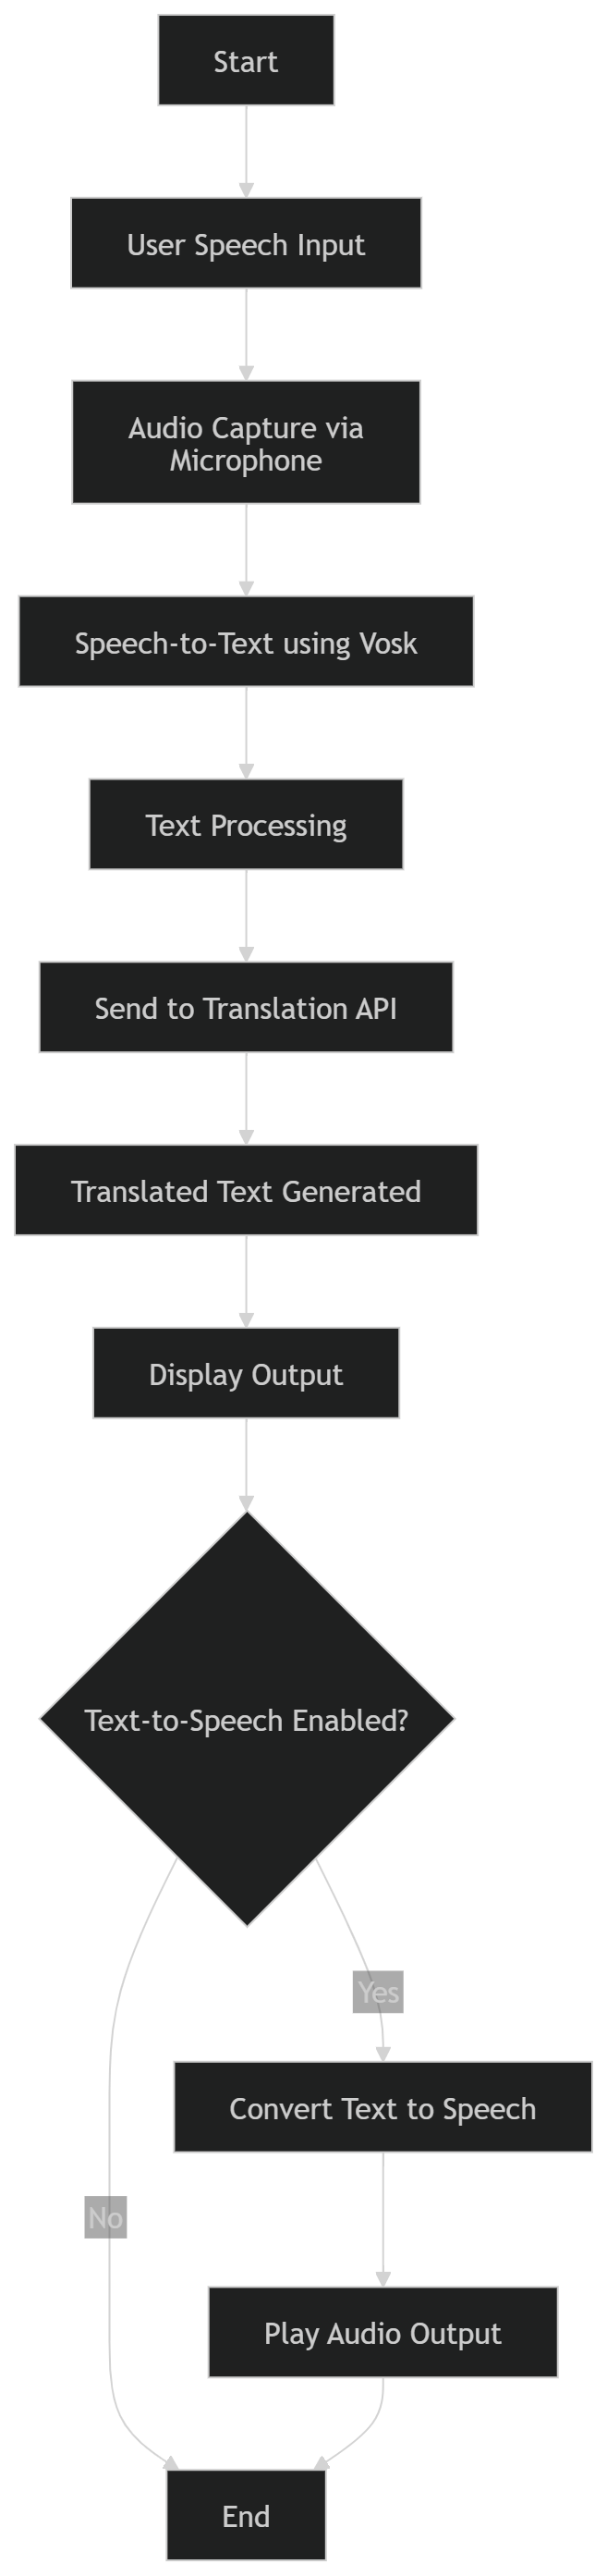 Start
User Speech Input
Audio Capture via
Microphone
Speech-to-Text using Vosk
Text Processing
Send to Translation API
Translated Text Generated
Display Output
Text-to-Speech Enabled?
Yes
Convert Text to Speech
No
Play Audio Output
End